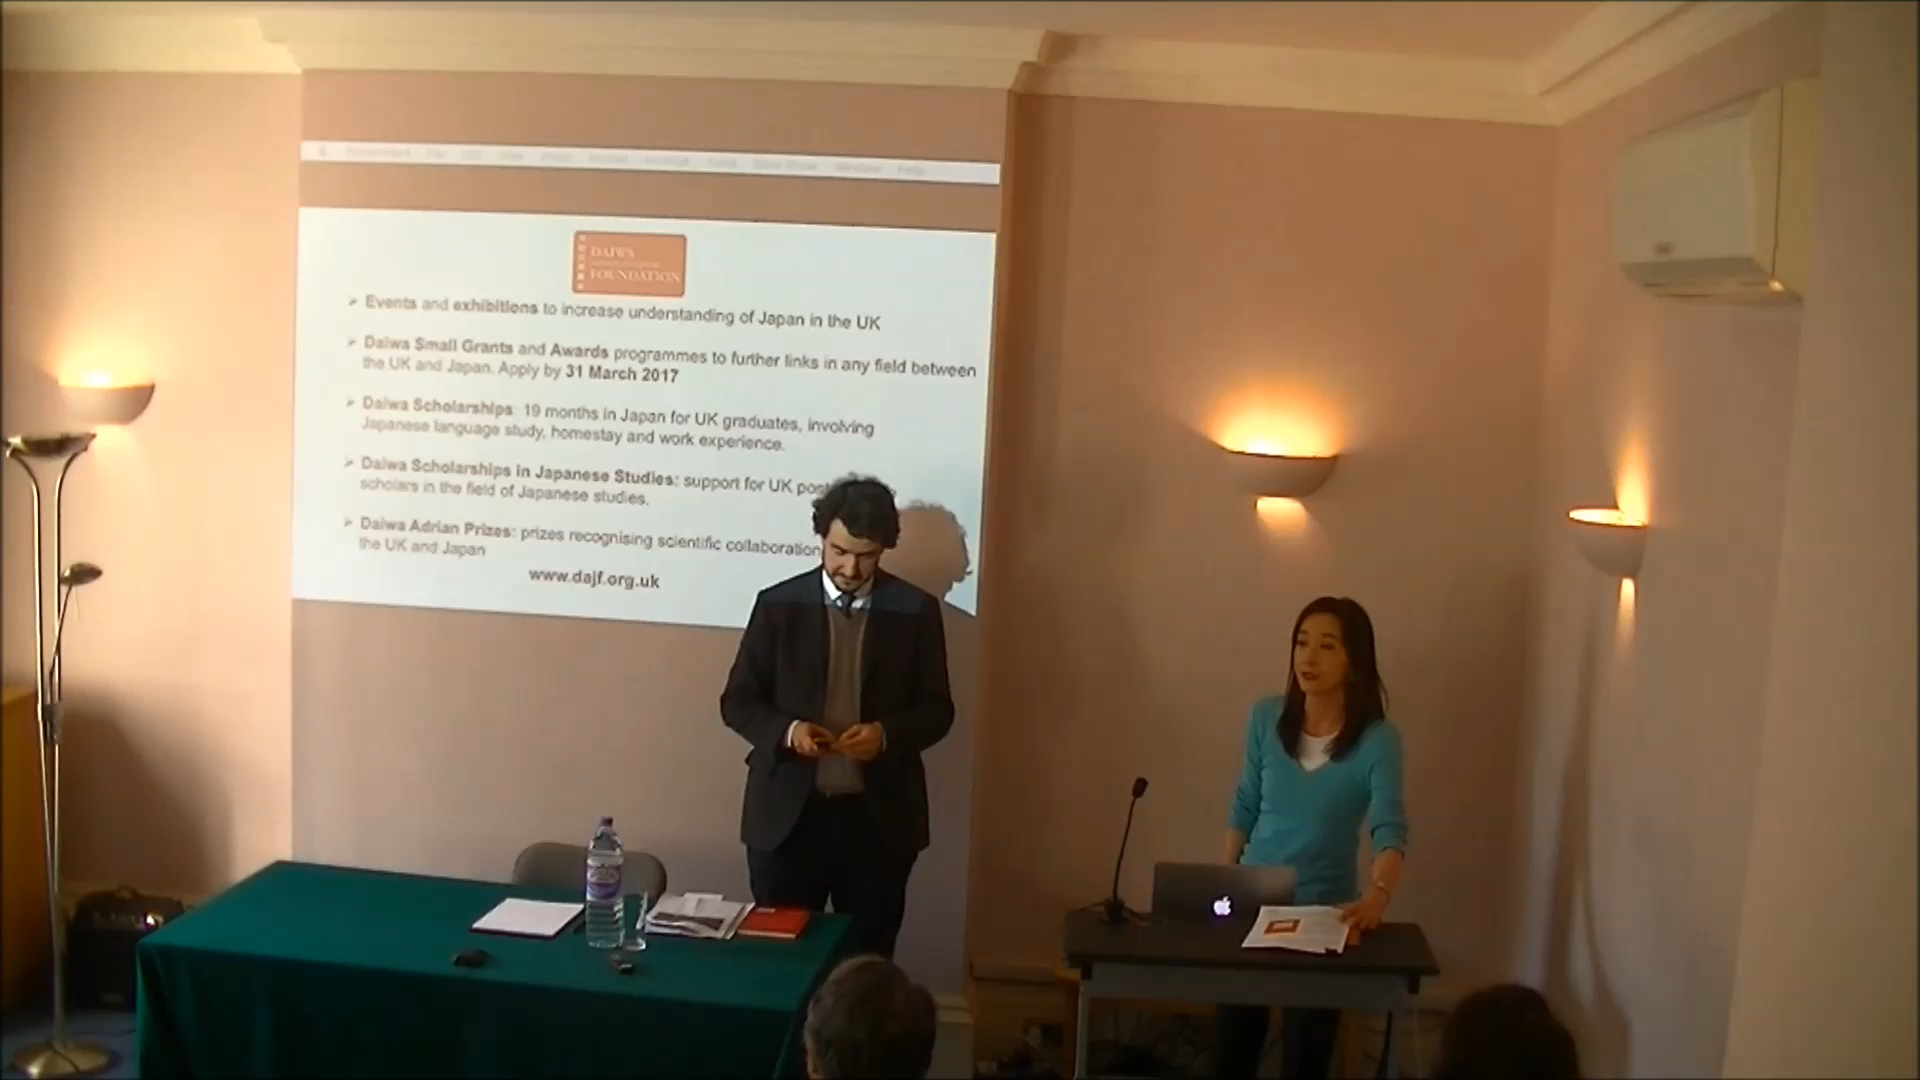 DAIWA
FOUNDATION
➢ Events and exhibitions to increase understanding of Japan in the UK
➢ Daiwa Small Grants and Awards programmes to further links in any field between
the UK and Japan. Apply by 31 March 2017
➢ Daiwa Scholarships: 19 months in Japan for UK graduates, involving
Japanese language study, homestay and work experience.
➢ Daiwa Scholarships in Japanese Studies: support for UK
scholars in the field of Japanese studies.
➢ Daiwa Adrian Prizes: prizes recognising scientific collaboration
the UK and Japan
www.dajf.org.uk